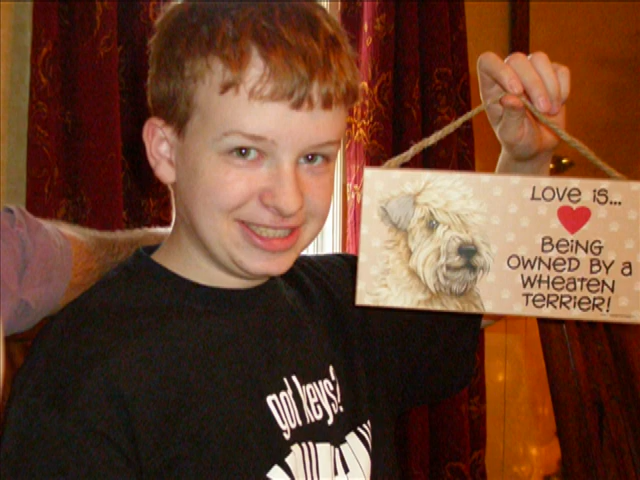 LOVE IS...
BEING
OWNED BY a
WHEATEN
TERRIER!
got keys?